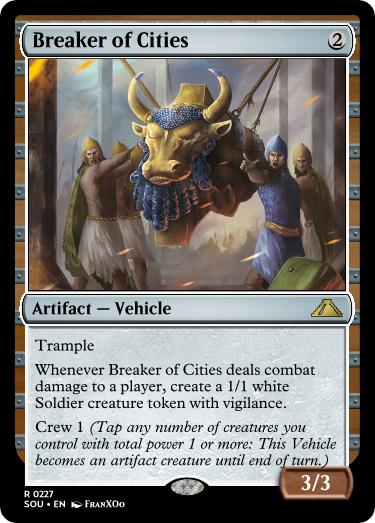 Breaker of Cities 2
Artifact — Vehicle
Trample
Whenever Breaker of Cities deals combat
damage to a player, create a 1/1 white
Soldier creature token with vigilance.
Crew 1 (Tap any number of creatures you
control with total power 1 or more: This Vehicle
becomes an artifact creature until end of turn.)
3/3
R 0227
SOU • EN FranXOo